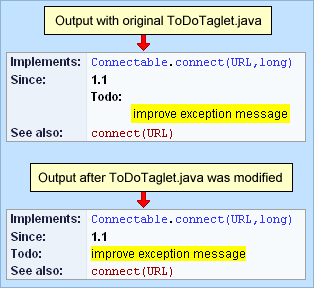 Output with original ToDoTaglet.java
Implements: Connectable.connect(URL,long)
Since: 1.1
Todo:
improve exception message
See also: connect(URL)
Output after ToDoTaglet.java was modified
Implements: Connectable.connect(URL,long)
Since: 1.1
Todo: improve exception message
See also: connect(URL)